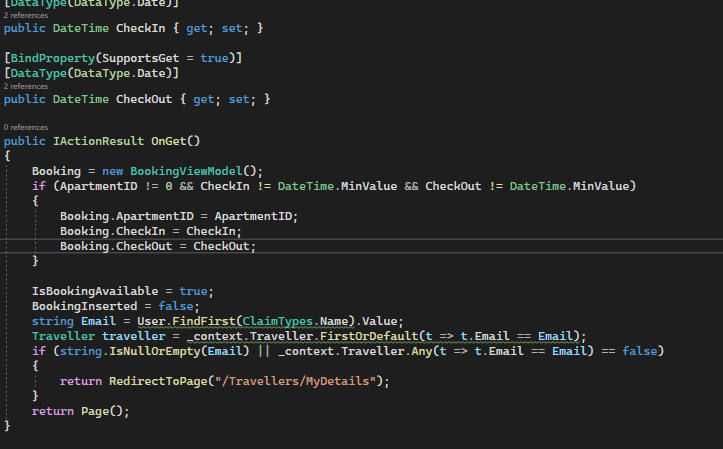 [DataType(DataType.Date)]
2 references
public DateTime CheckIn { get; set; }
[BindProperty(SupportsGet = true)]
[DataType(DataType.Date)]
2 references
public DateTime CheckOut { get; set; }
0 references
public IActionResult OnGet()
{
    Booking = new BookingViewModel();
    if (ApartmentID != 0 && CheckIn != DateTime.MinValue && CheckOut != DateTime.MinValue)
    {
        Booking.ApartmentID = ApartmentID;
        Booking.CheckIn = CheckIn;
        Booking.CheckOut = CheckOut;
    }
    IsBookingAvailable = true;
    BookingInserted = false;
    string Email = User.FindFirst(ClaimTypes.Name).Value;
    Traveller traveller = _context.Traveller.FirstOrDefault(t => t.Email == Email);
    if (string.IsNullOrEmpty(Email) || _context.Traveller.Any(t => t.Email == Email) == false)
    {
        return RedirectToPage("/Travellers/MyDetails");
    }
    return Page();
}